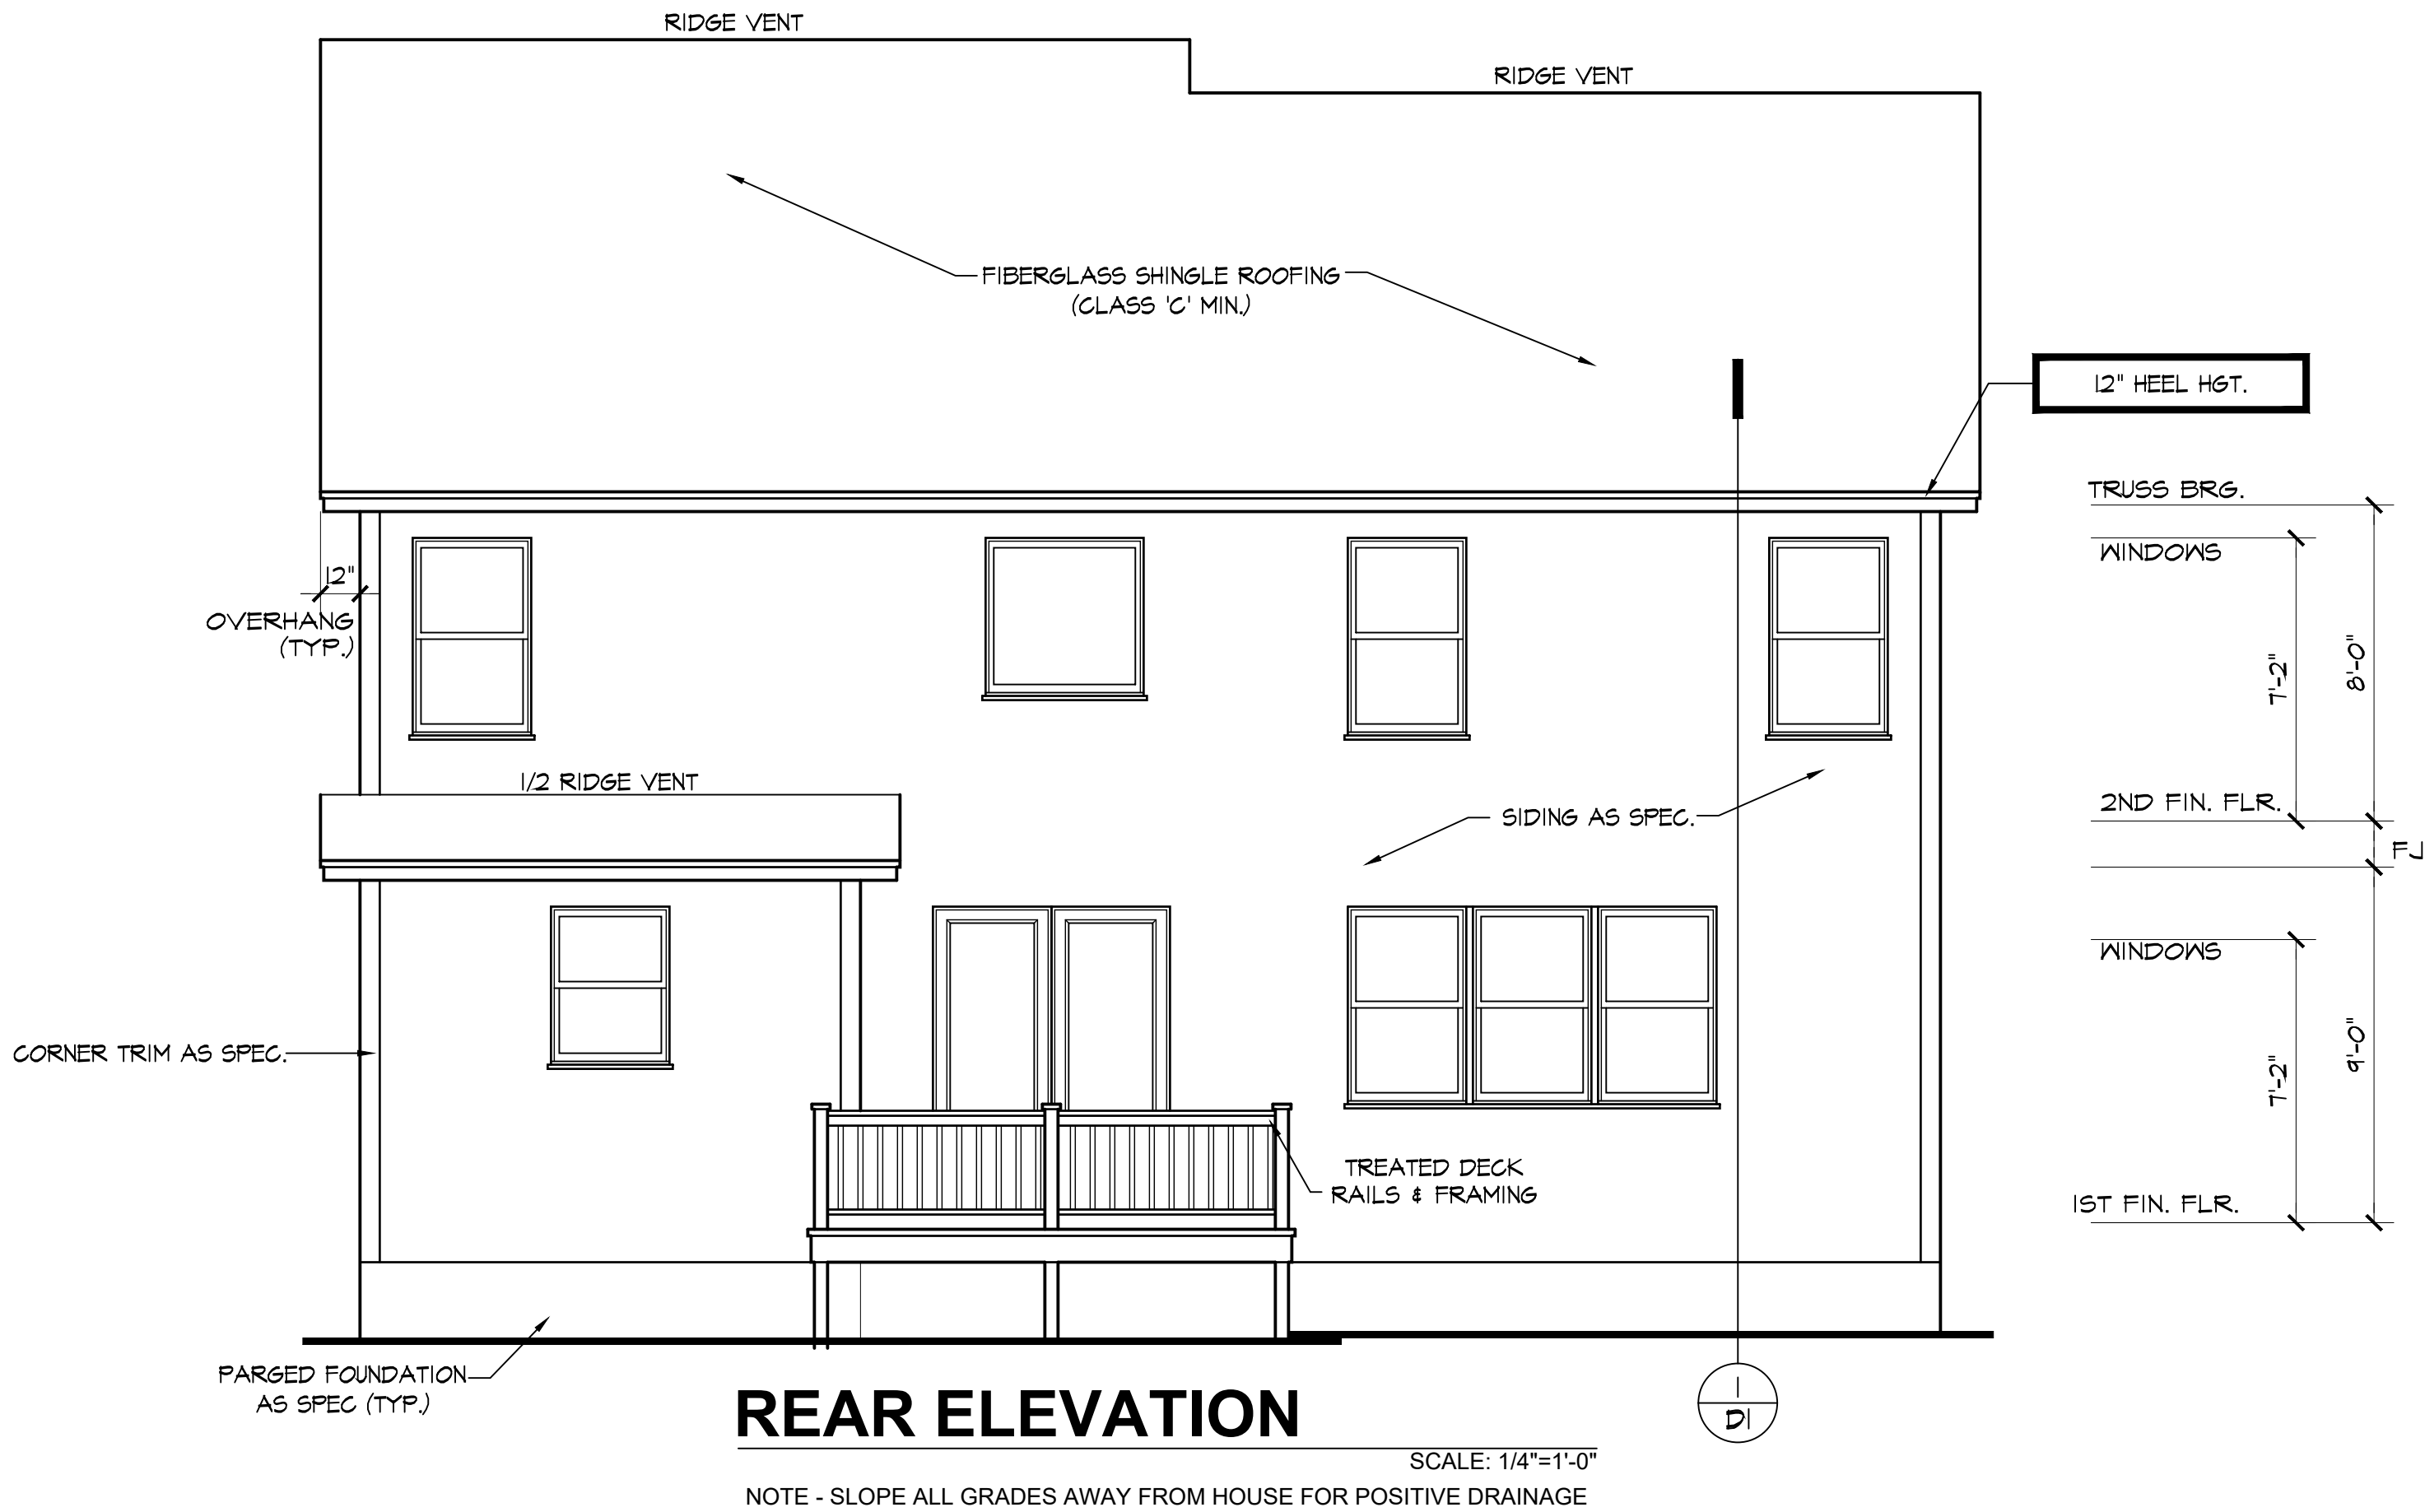 RIDGE VENT
RIDGE VENT
FIBERGLASS SHINGLE ROOFING
(CLASS 'C' MIN.)
12" HEEL HGT.
TRUSS BRG.
WINDOWS
12"
OVERHANG
(TYP.)
7'-2"
8'-0"
1/2 RIDGE VENT
2ND FIN. FLR.
SIDING AS SPEC.
FL
WINDOWS
CORNER TRIM AS SPEC.
7'-2"
9'-0"
TREATED DECK
RAILS & FRAMING
1ST FIN. FLR.
PARGED FOUNDATION
AS SPEC (TYP.)
1
D1
REAR ELEVATION
SCALE: 1/4"=1'-0"
NOTE - SLOPE ALL GRADES AWAY FROM HOUSE FOR POSITIVE DRAINAGE